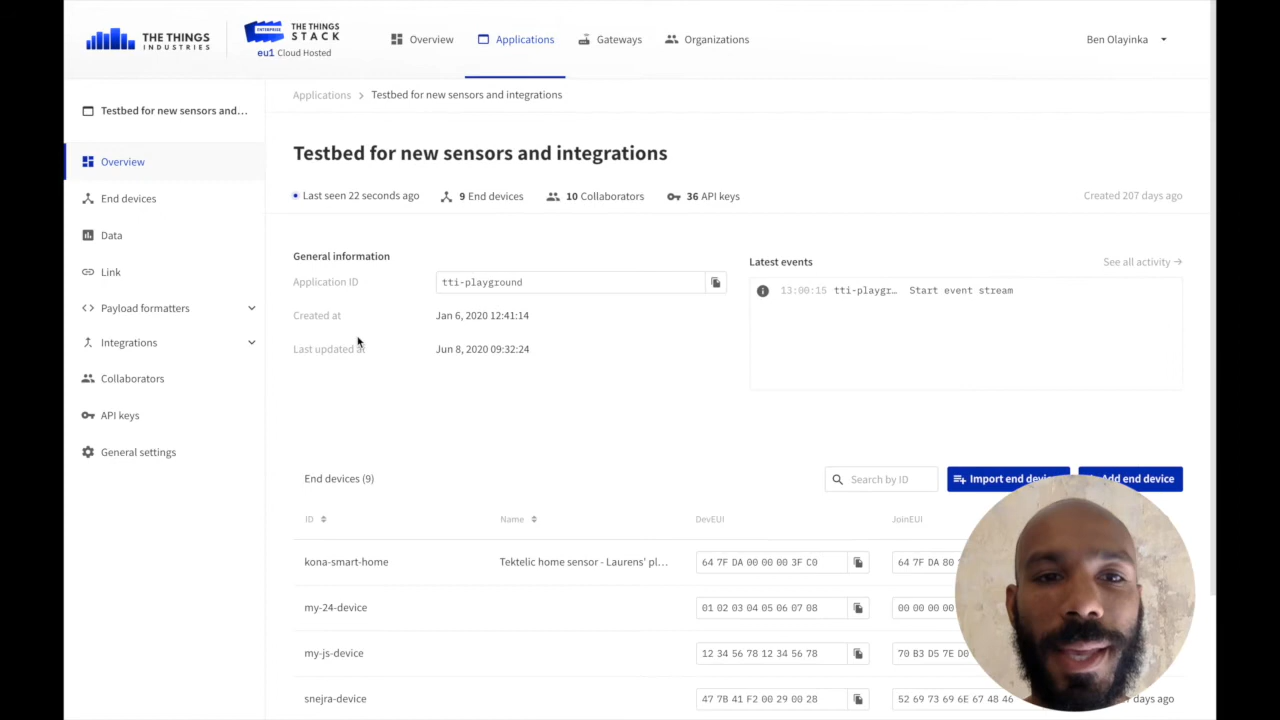 THE THINGS INDUSTRIES
ENTERPRISE THE THINGS STACK
eu1 Cloud Hosted
Overview
Applications
Gateways
Organizations
Ben Olayinka
Testbed for new sensors and...
Overview
End devices
Data
Link
Payload formatters
Integrations
Collaborators
API keys
General settings
Applications > Testbed for new sensors and integrations
Testbed for new sensors and integrations
Last seen 22 seconds ago 9 End devices 10 Collaborators 36 API keys Created 207 days ago
General information
Application ID tti-playground
Created at Jan 6, 2020 12:41:14
Last updated at Jun 8, 2020 09:32:24
Latest events See all activity →
13:00:15 tti-playgr... Start event stream
End devices (9) Search by ID Import end Add end device
ID Name DevEUI JoinEUI
kona-smart-home Tektelic home sensor - Laurens' pl... 64 7F DA 00 00 00 3F C0 64 7F DA 80
my-24-device 01 02 03 04 05 06 07 08 00 00 00 00
my-js-device 12 34 56 78 12 34 56 78 70 B3 D5 7E D0
snejra-device 47 7B 41 F2 00 29 00 28 52 69 73 69 6E 67 48 46 days ago